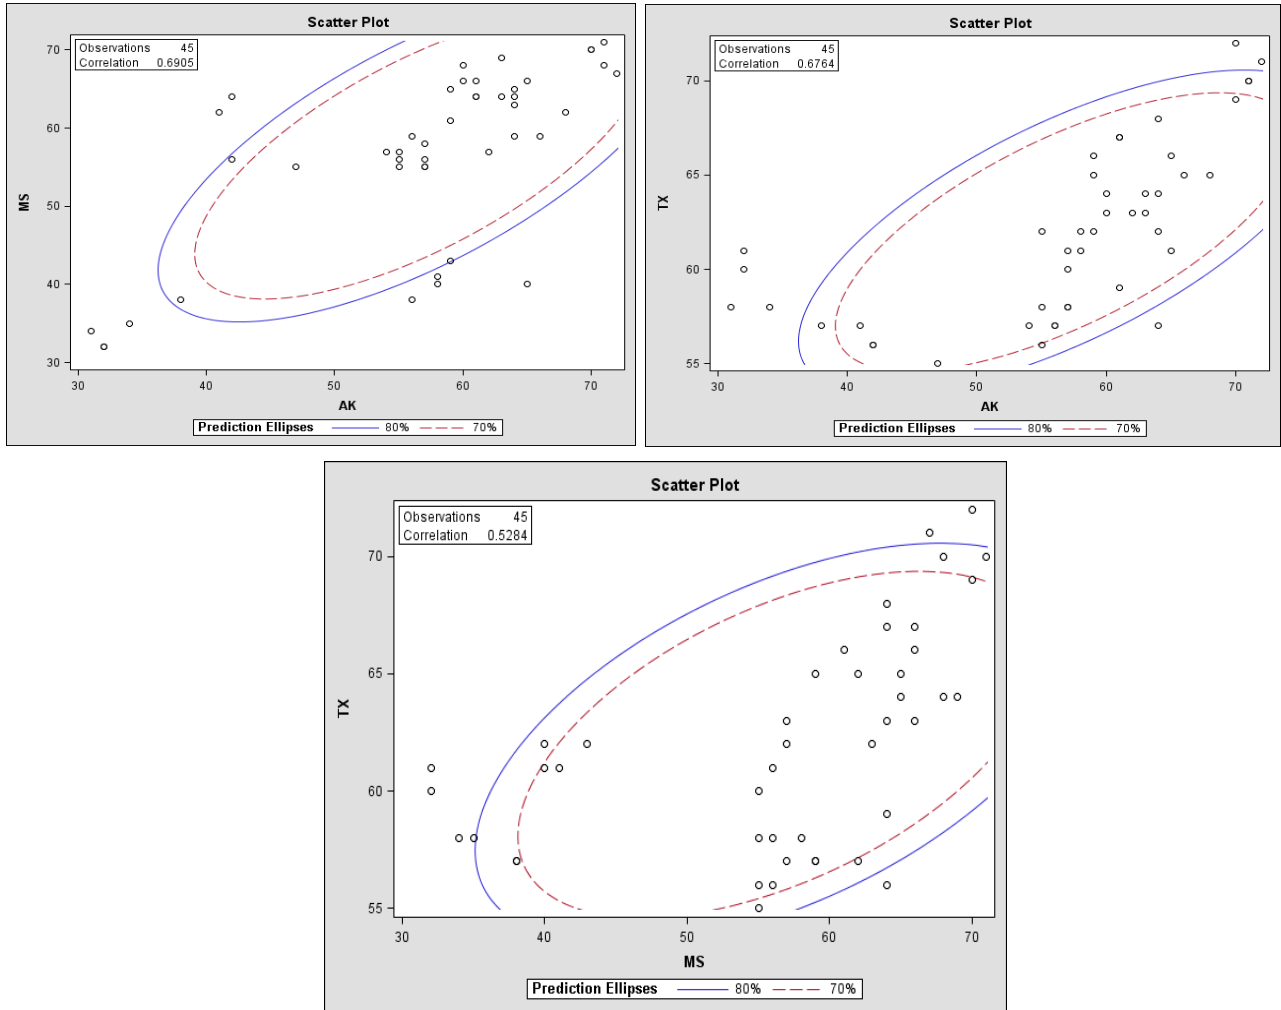 Scatter Plot
Observations 45
Correlation 0.6905
70
60
50
40
30
MS
30 40 50 60 70
AK
Prediction Ellipses 80% 70%
Scatter Plot
Observations 45
Correlation 0.6764
70
65
60
55
TX
30 40 50 60 70
AK
Prediction Ellipses 80% 70%
Scatter Plot
Observations 45
Correlation 0.5284
70
65
60
55
TX
30 40 50 60 70
MS
Prediction Ellipses 80% 70%